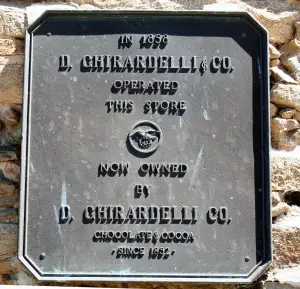 IN 1856
D. GHIRARDELLI & CO.
OPERATED
THIS STORE
NOW OWNED
BY
D. GHIRARDELLI CO.
CHOCOLATE & COCOA
- SINCE 1852 -